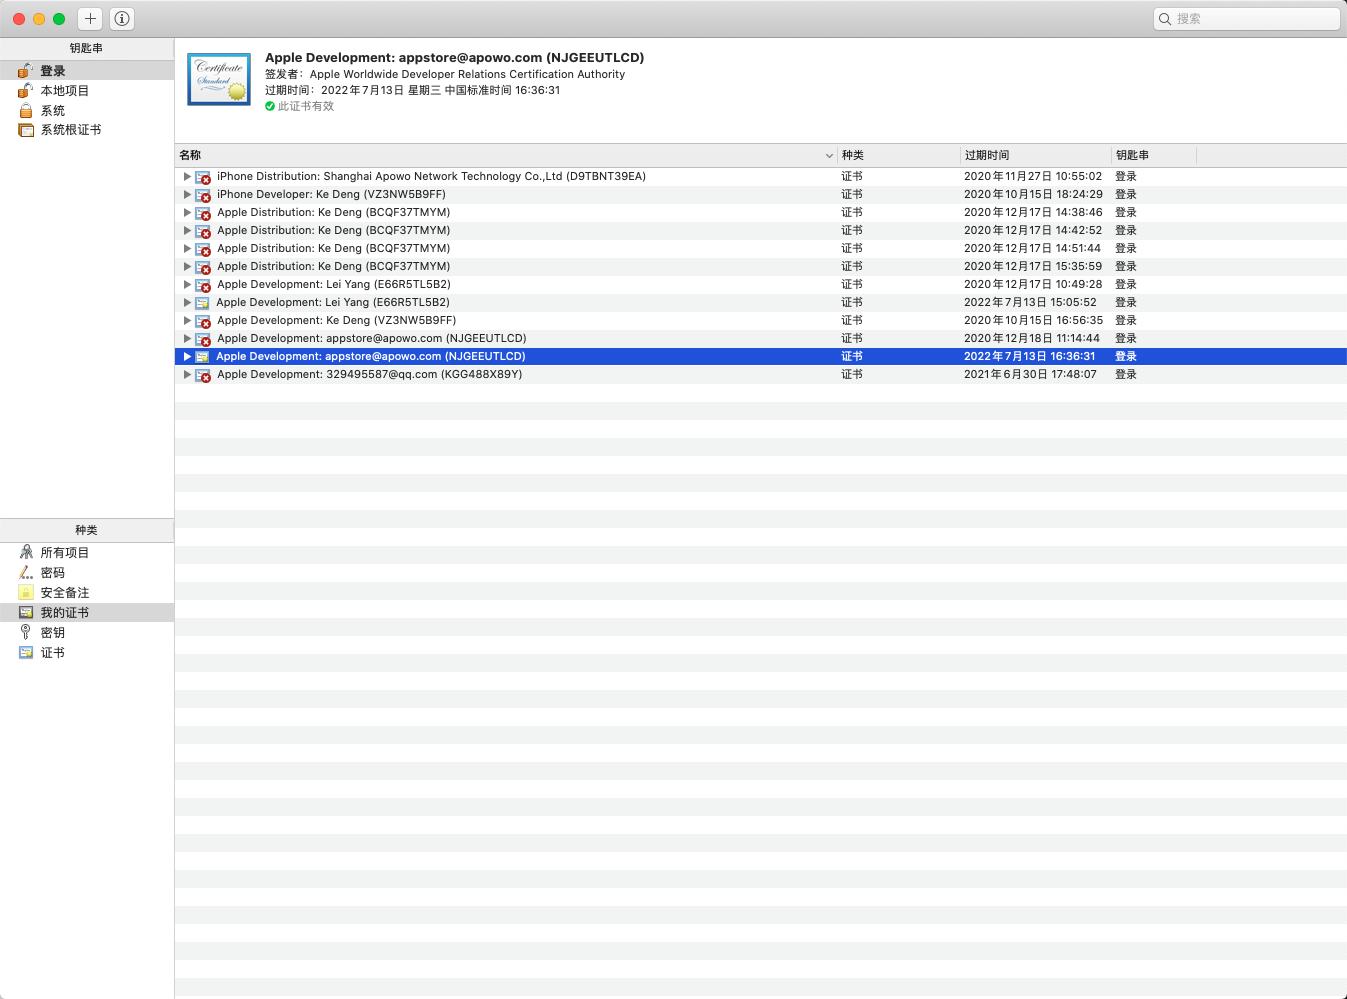 搜索
钥匙串
登录
本地项目
系统
系统根证书
Certificate
Standard
Apple Development: appstore@apowo.com (NJGEEUTLCD)
签发者：Apple Worldwide Developer Relations Certification Authority
过期时间：2022年7月13日 星期三 中国标准时间 16:36:31
此证书有效
名称 种类 过期时间 钥匙串
iPhone Distribution: Shanghai Apowo Network Technology Co.,Ltd (D9TBNT39EA) 证书 2020年11月27日 10:55:02 登录
iPhone Developer: Ke Deng (VZ3NW5B9FF) 证书 2020年10月15日 18:24:29 登录
Apple Distribution: Ke Deng (BCQF37TMYM) 证书 2020年12月17日 14:38:46 登录
Apple Distribution: Ke Deng (BCQF37TMYM) 证书 2020年12月17日 14:42:52 登录
Apple Distribution: Ke Deng (BCQF37TMYM) 证书 2020年12月17日 14:51:44 登录
Apple Distribution: Ke Deng (BCQF37TMYM) 证书 2020年12月17日 15:35:59 登录
Apple Development: Lei Yang (E66R5TL5B2) 证书 2020年12月17日 10:49:28 登录
Apple Development: Lei Yang (E66R5TL5B2) 证书 2022年7月13日 15:05:52 登录
Apple Development: Ke Deng (VZ3NW5B9FF) 证书 2020年10月15日 16:56:35 登录
Apple Development: appstore@apowo.com (NJGEEUTLCD) 证书 2020年12月18日 11:14:44 登录
Apple Development: appstore@apowo.com (NJGEEUTLCD) 证书 2022年7月13日 16:36:31 登录
Apple Development: 329495587@qq.com (KGG488X89Y) 证书 2021年6月30日 17:48:07 登录
种类
所有项目
密码
安全备注
我的证书
密钥
证书